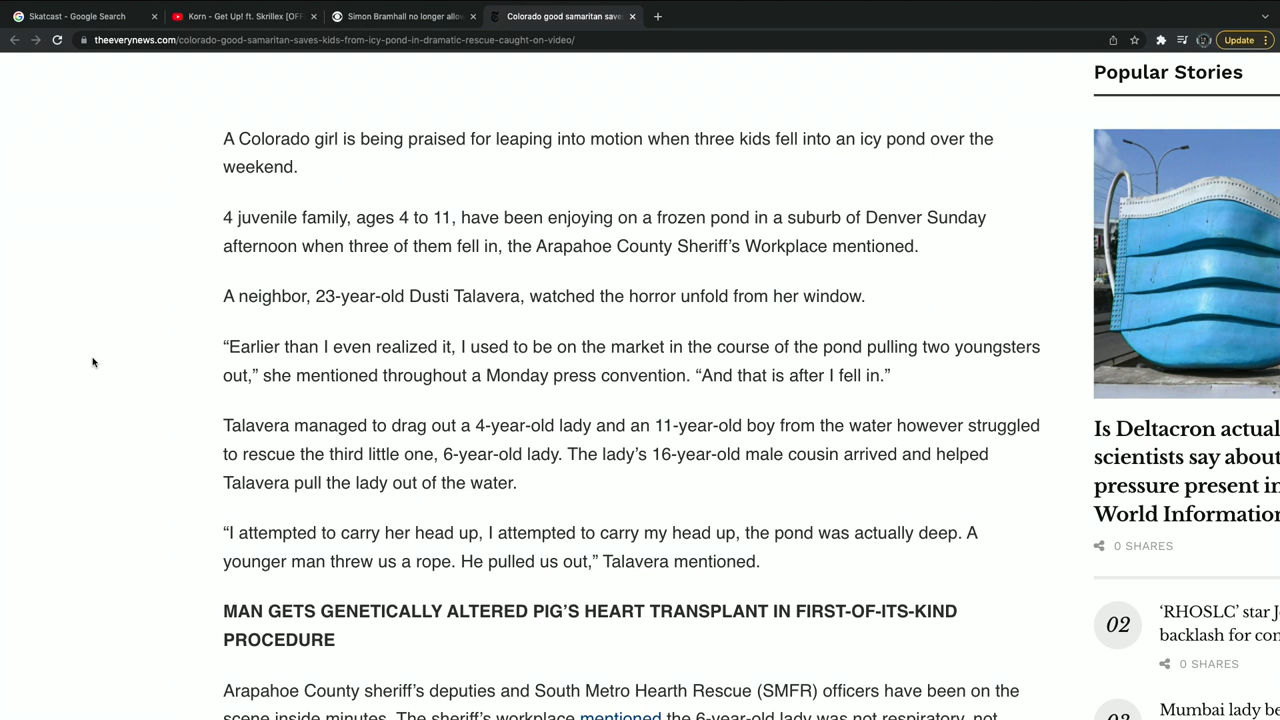 Skatcast - Google Search
Korn - Get Up! ft. Skrillex [OFF
Simon Bramhall no longer allow
Colorado good samaritan saves
theeverynews.com/colorado-good-samaritan-saves-kids-from-icy-pond-in-dramatic-rescue-caught-on-video/
Update
A Colorado girl is being praised for leaping into motion when three kids fell into an icy pond over the
weekend.
4 juvenile family, ages 4 to 11, have been enjoying on a frozen pond in a suburb of Denver Sunday
afternoon when three of them fell in, the Arapahoe County Sheriff’s Workplace mentioned.
A neighbor, 23-year-old Dusti Talavera, watched the horror unfold from her window.
“Earlier than I even realized it, I used to be on the market in the course of the pond pulling two youngsters
out,” she mentioned throughout a Monday press convention. “And that is after I fell in.”
Talavera managed to drag out a 4-year-old lady and an 11-year-old boy from the water however struggled
to rescue the third little one, 6-year-old lady. The lady’s 16-year-old male cousin arrived and helped
Talavera pull the lady out of the water.
“I attempted to carry her head up, I attempted to carry my head up, the pond was actually deep. A
younger man threw us a rope. He pulled us out,” Talavera mentioned.
MAN GETS GENETICALLY ALTERED PIG’S HEART TRANSPLANT IN FIRST-OF-ITS-KIND
PROCEDURE
Arapahoe County sheriff’s deputies and South Metro Hearth Rescue (SMFR) officers have been on the
scene inside minutes. The sheriff’s workplace mentioned the 6-year-old lady was not respiratory, not
Popular Stories
Is Deltacron actual
scientists say about
pressure present in
World Information
0 SHARES
02
‘RHOSLC’ star J
backlash for con
0 SHARES
03
Mumbai lady be